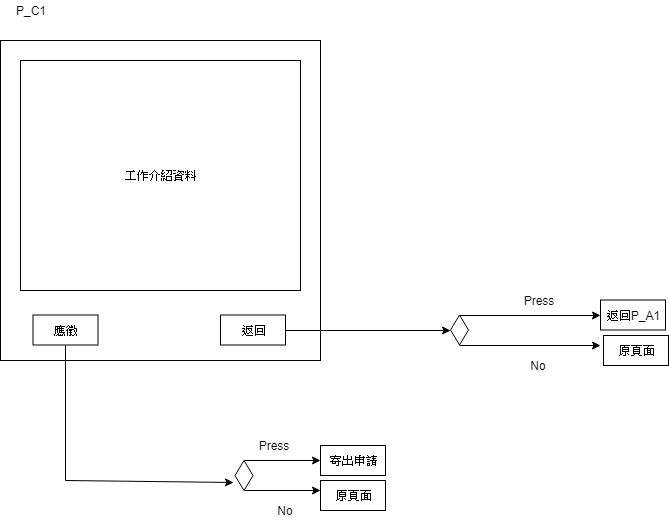 P_C1
工作介紹資料
應徵
返回
Press
返回P_A1
原頁面
No
Press
寄出申請
原頁面
No